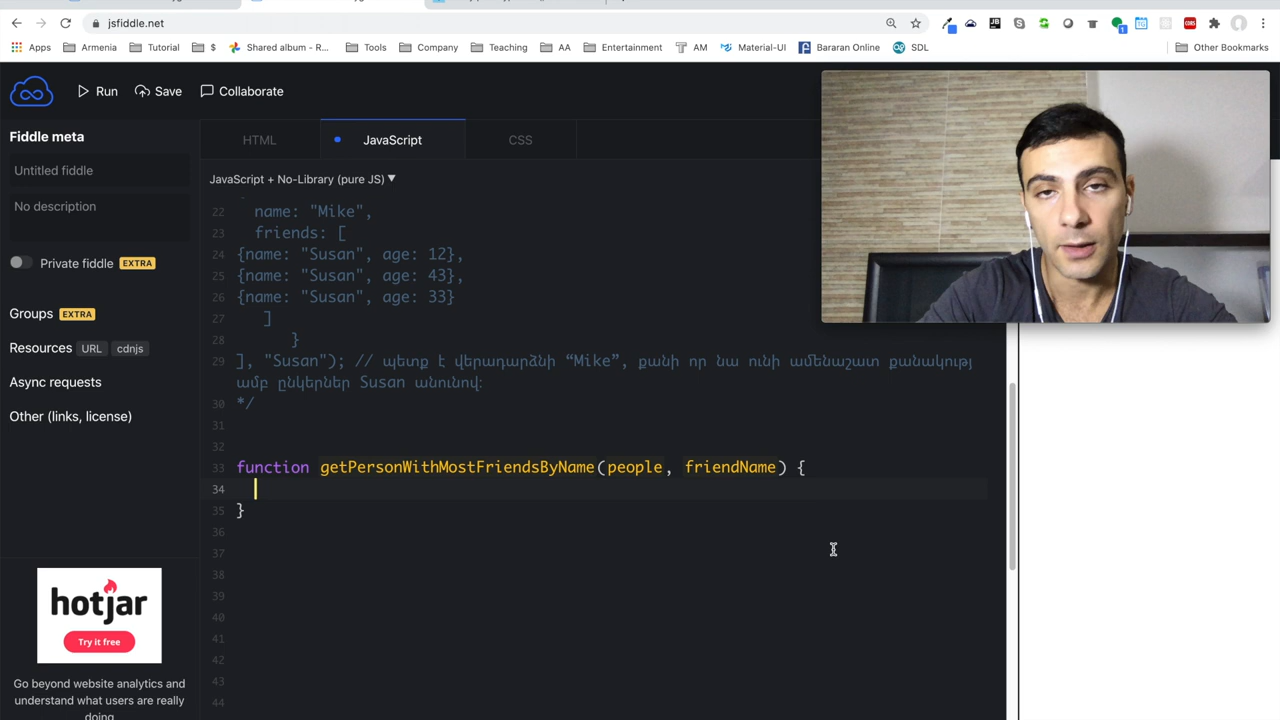 jsfiddle.net
Apps Armenia Tutorial $ Shared album - R... Tools Company Teaching AA Entertainment AM Material-UI Bararan Online SDL Other Bookmarks
Run Save Collaborate
Fiddle meta
Untitled fiddle
No description
Private fiddle EXTRA
Groups EXTRA
Resources URL cdnjs
Async requests
Other (links, license)
hotjar
Try it free
Go beyond website analytics and
understand what users are really
doing
HTML JavaScript CSS
JavaScript + No-Library (pure JS) ▼
22 name: "Mike",
23 friends: [
24 {name: "Susan", age: 12},
25 {name: "Susan", age: 43},
26 {name: "Susan", age: 33}
27 ]
28 }
29 ], "Susan"); // պետք է վերադարձնի “Mike”, քանի որ նա ունի ամենաշատ քանակությ
ամբ ընկերներ Susan անունով:
30 */
31
32
33 function getPersonWithMostFriendsByName(people, friendName) {
34
35 }
36
37
38
39
40
41
42
43
44